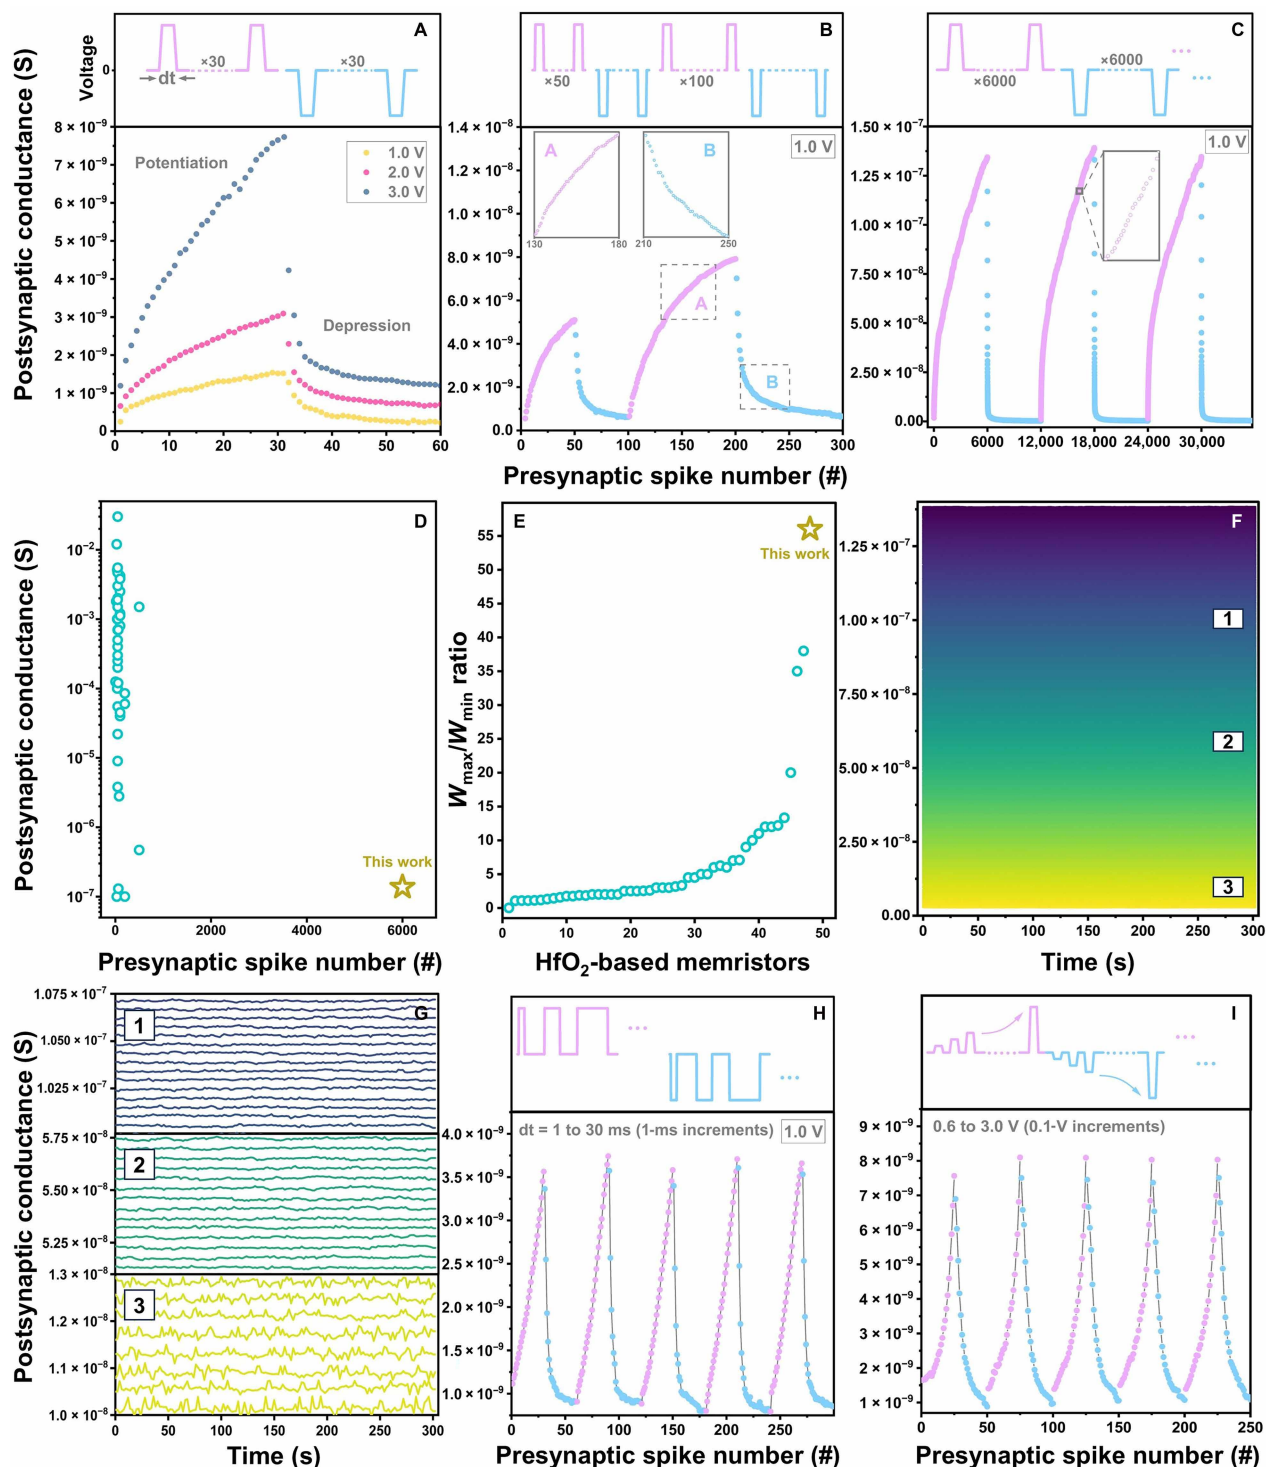 A
Voltage
0
dt
×30
×30
Postsynaptic conductance (S)
8 × 10⁻⁹
7 × 10⁻⁹
6 × 10⁻⁹
5 × 10⁻⁹
4 × 10⁻⁹
3 × 10⁻⁹
2 × 10⁻⁹
1 × 10⁻⁹
0
Potentiation
Depression
1.0 V
2.0 V
3.0 V
0 10 20 30 40 50 60
B
×50
×100
1.4 × 10⁻⁸
1.2 × 10⁻⁸
1.0 × 10⁻⁸
8.0 × 10⁻⁹
6.0 × 10⁻⁹
4.0 × 10⁻⁹
2.0 × 10⁻⁹
0.0
A
130 180
B
210 250
1.0 V
A
B
0 50 100 150 200 250 300
C
×6000
×6000
1.50 × 10⁻⁷
1.25 × 10⁻⁷
1.00 × 10⁻⁷
7.50 × 10⁻⁸
5.00 × 10⁻⁸
2.50 × 10⁻⁸
0.00
1.0 V
0 6000 12,000 18,000 24,000 30,000
Presynaptic spike number (#)
D
Postsynaptic conductance (S)
10⁻²
10⁻³
10⁻⁴
10⁻⁵
10⁻⁶
10⁻⁷
This work
0 2000 4000 6000
Presynaptic spike number (#)
E
Wmax/Wmin ratio
55
50
45
40
35
30
25
20
15
10
5
0
This work
0 10 20 30 40 50
HfO₂-based memristors
F
1.25 × 10⁻⁷
1.00 × 10⁻⁷
7.50 × 10⁻⁸
5.00 × 10⁻⁸
2.50 × 10⁻⁸
0.00
1
2
3
0 50 100 150 200 250 300
Time (s)
G
Postsynaptic conductance (S)
1.075 × 10⁻⁷
1.050 × 10⁻⁷
1.025 × 10⁻⁷
5.75 × 10⁻⁸
5.50 × 10⁻⁸
5.25 × 10⁻⁸
1.3 × 10⁻⁸
1.2 × 10⁻⁸
1.1 × 10⁻⁸
1.0 × 10⁻⁸
1
2
3
0 50 100 150 200 250 300
Time (s)
H
dt = 1 to 30 ms (1-ms increments)
1.0 V
4.0 × 10⁻⁹
3.5 × 10⁻⁹
3.0 × 10⁻⁹
2.5 × 10⁻⁹
2.0 × 10⁻⁹
1.5 × 10⁻⁹
1.0 × 10⁻⁹
0 50 100 150 200 250
Presynaptic spike number (#)
I
0.6 to 3.0 V (0.1-V increments)
9 × 10⁻⁹
8 × 10⁻⁹
7 × 10⁻⁹
6 × 10⁻⁹
5 × 10⁻⁹
4 × 10⁻⁹
3 × 10⁻⁹
2 × 10⁻⁹
1 × 10⁻⁹
0 50 100 150 200 250
Presynaptic spike number (#)